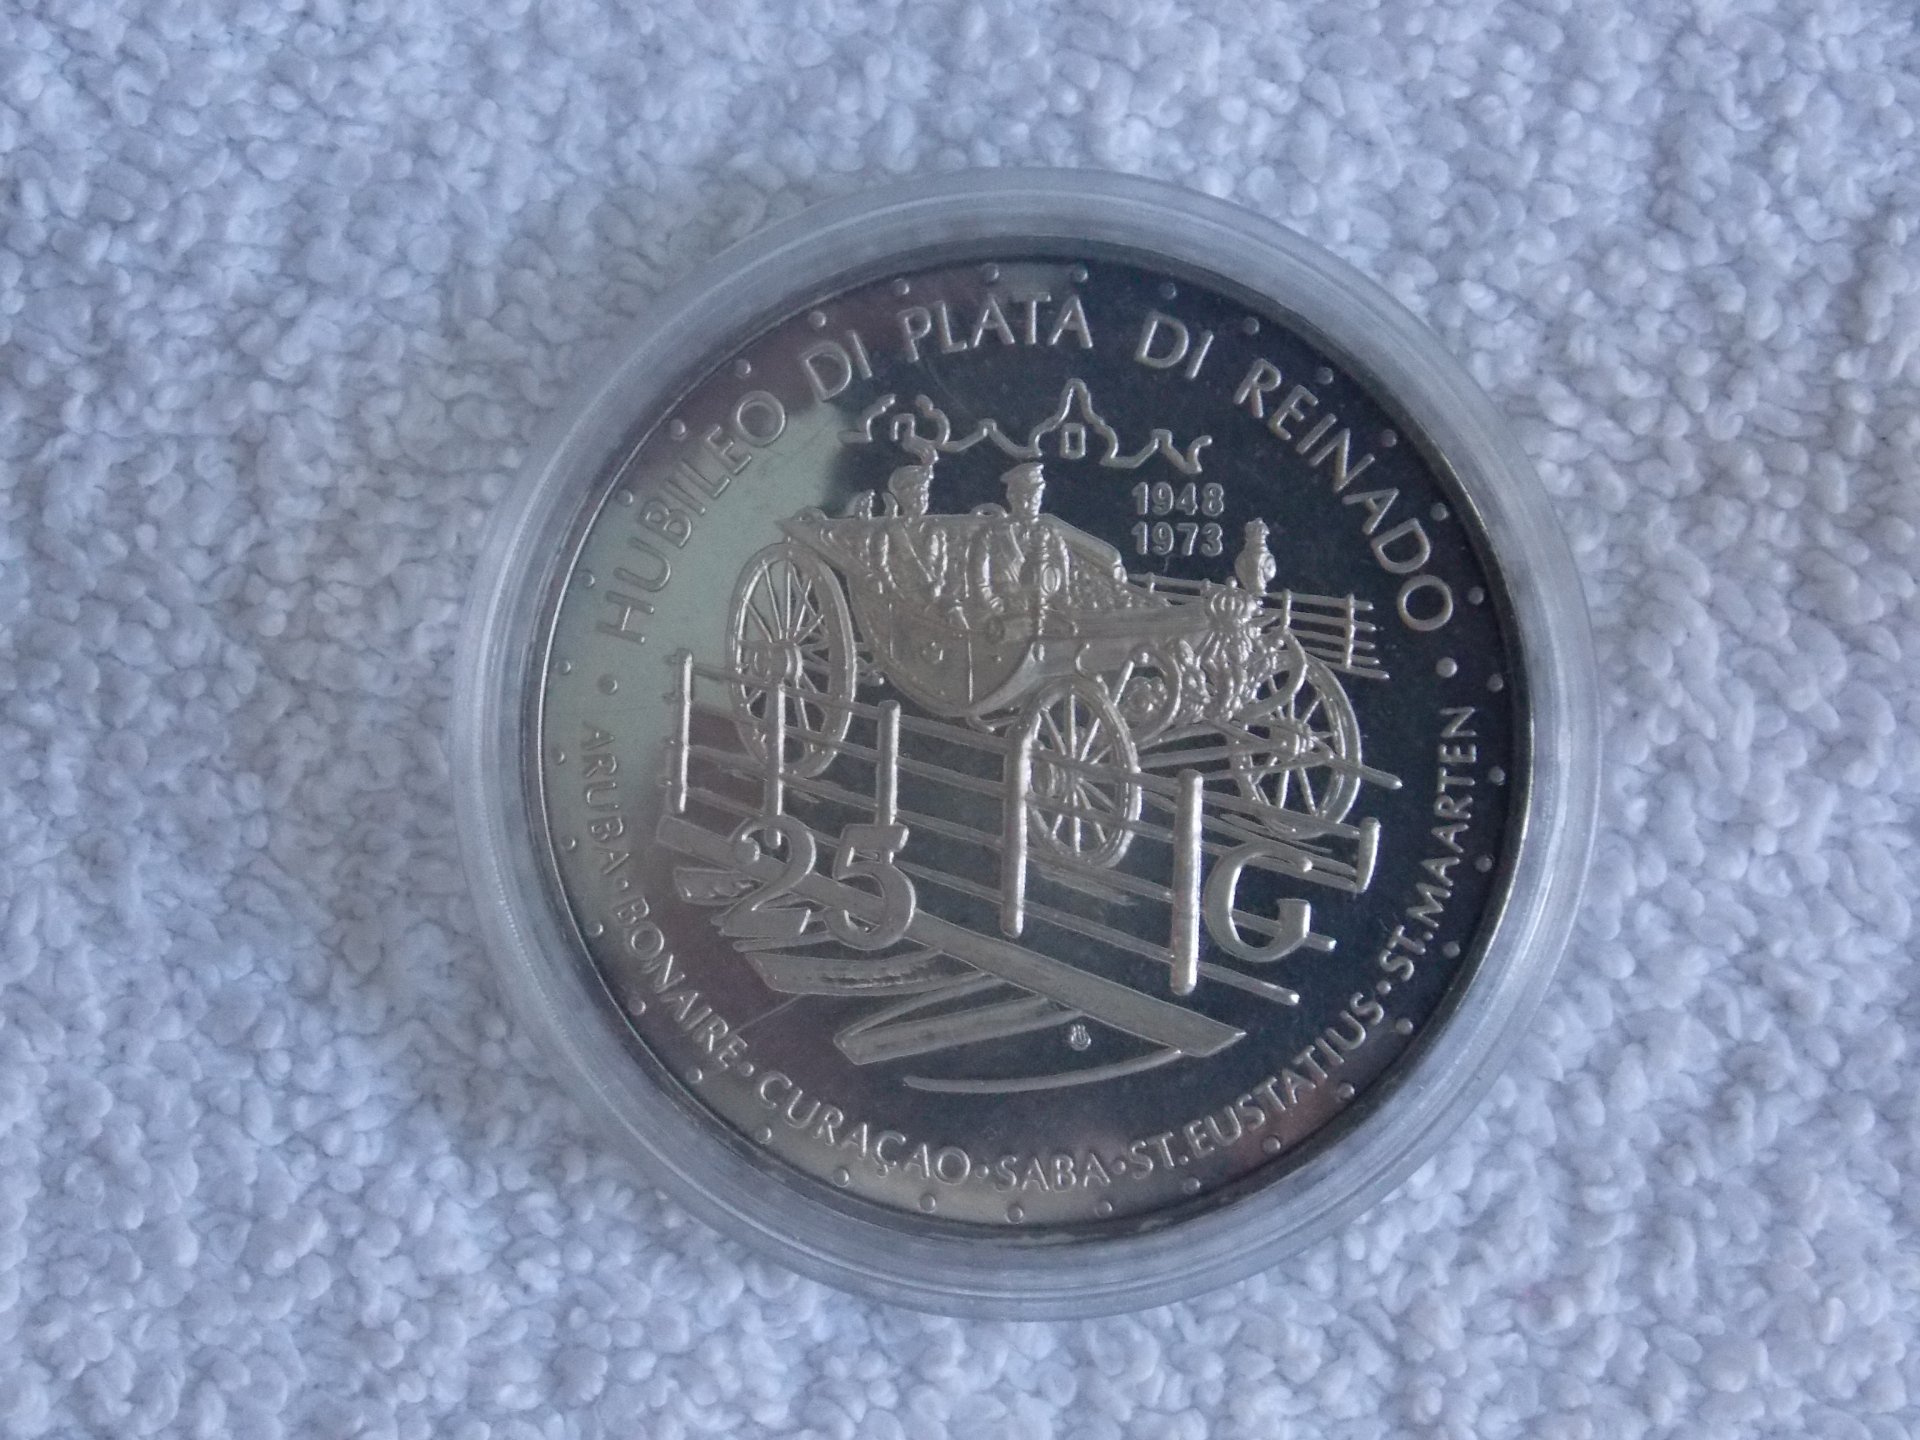 HUBILEO DI PLATA DI REINADO
1948
1973
25 G
ARUBA · BONAIRE · CURAÇAO · SABA · ST. EUSTATIUS · ST. MAARTEN